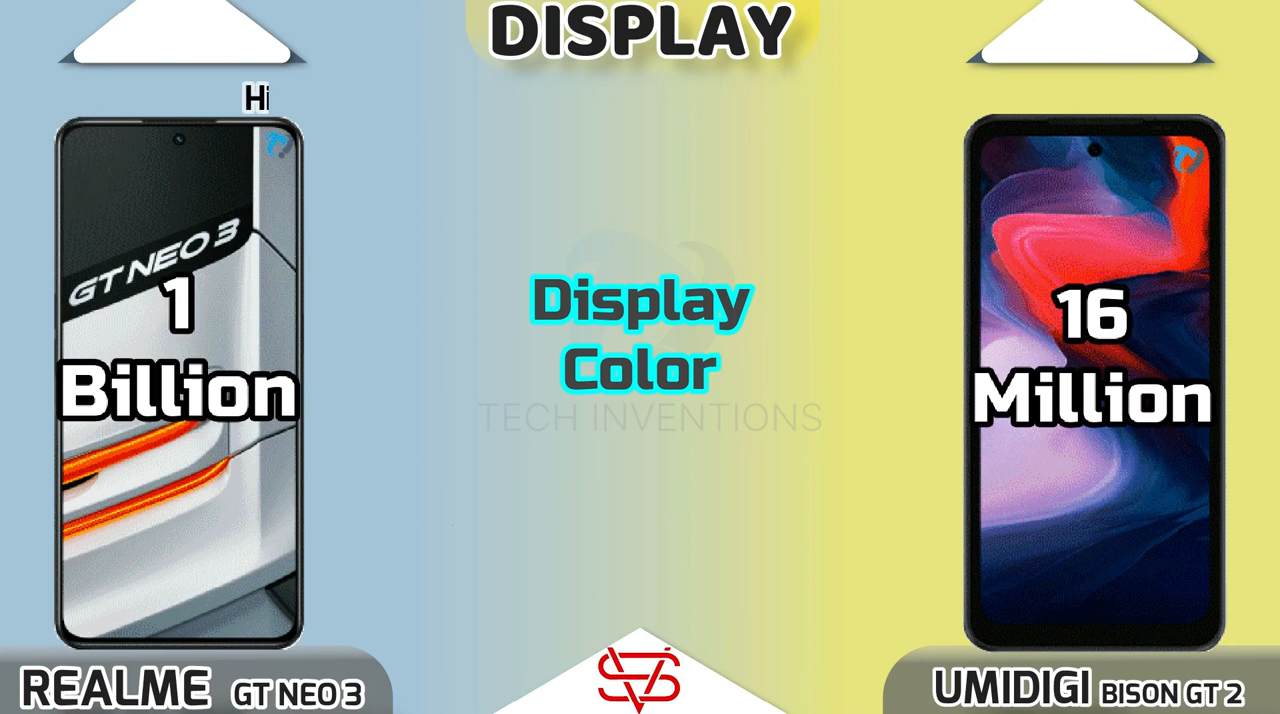 DISPLAY
Hi
GT NEO 3
1
Billion
Display
Color
TECH INVENTIONS
16
Million
REALME GT NEO 3
VS
UMIDIGI BISON GT 2